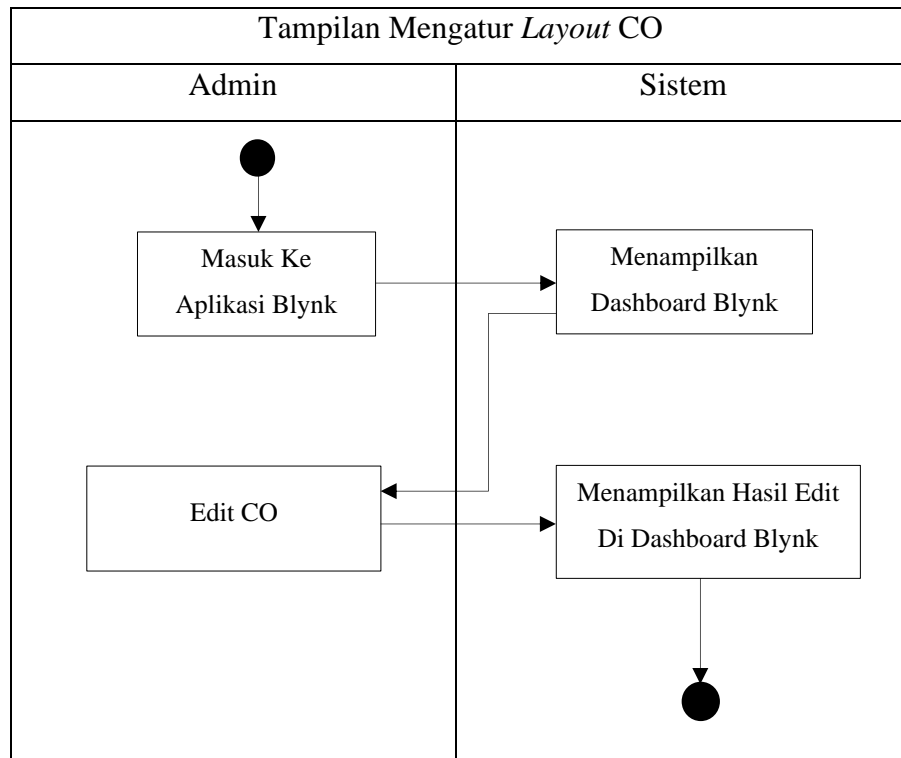 Tampilan Mengatur Layout CO
Admin
Sistem
Masuk Ke
Aplikasi Blynk
Menampilkan
Dashboard Blynk
Edit CO
Menampilkan Hasil Edit
Di Dashboard Blynk